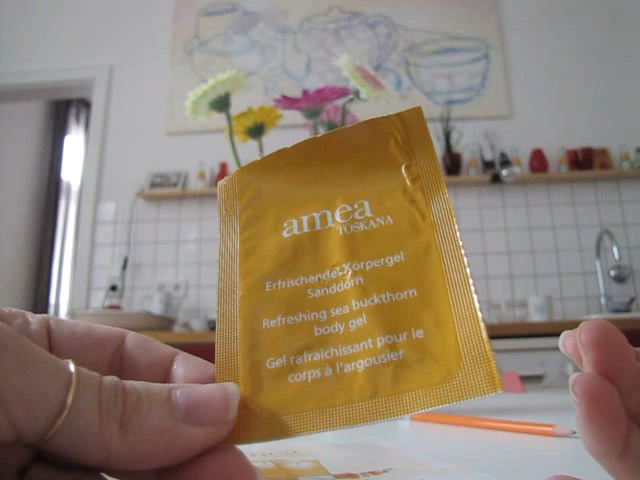 amea
TOSKANA
Erfrischendes Körpergel
Sanddorn
Refreshing sea buckthorn
body gel
Gel rafraîchissant pour le
corps à l'argousier